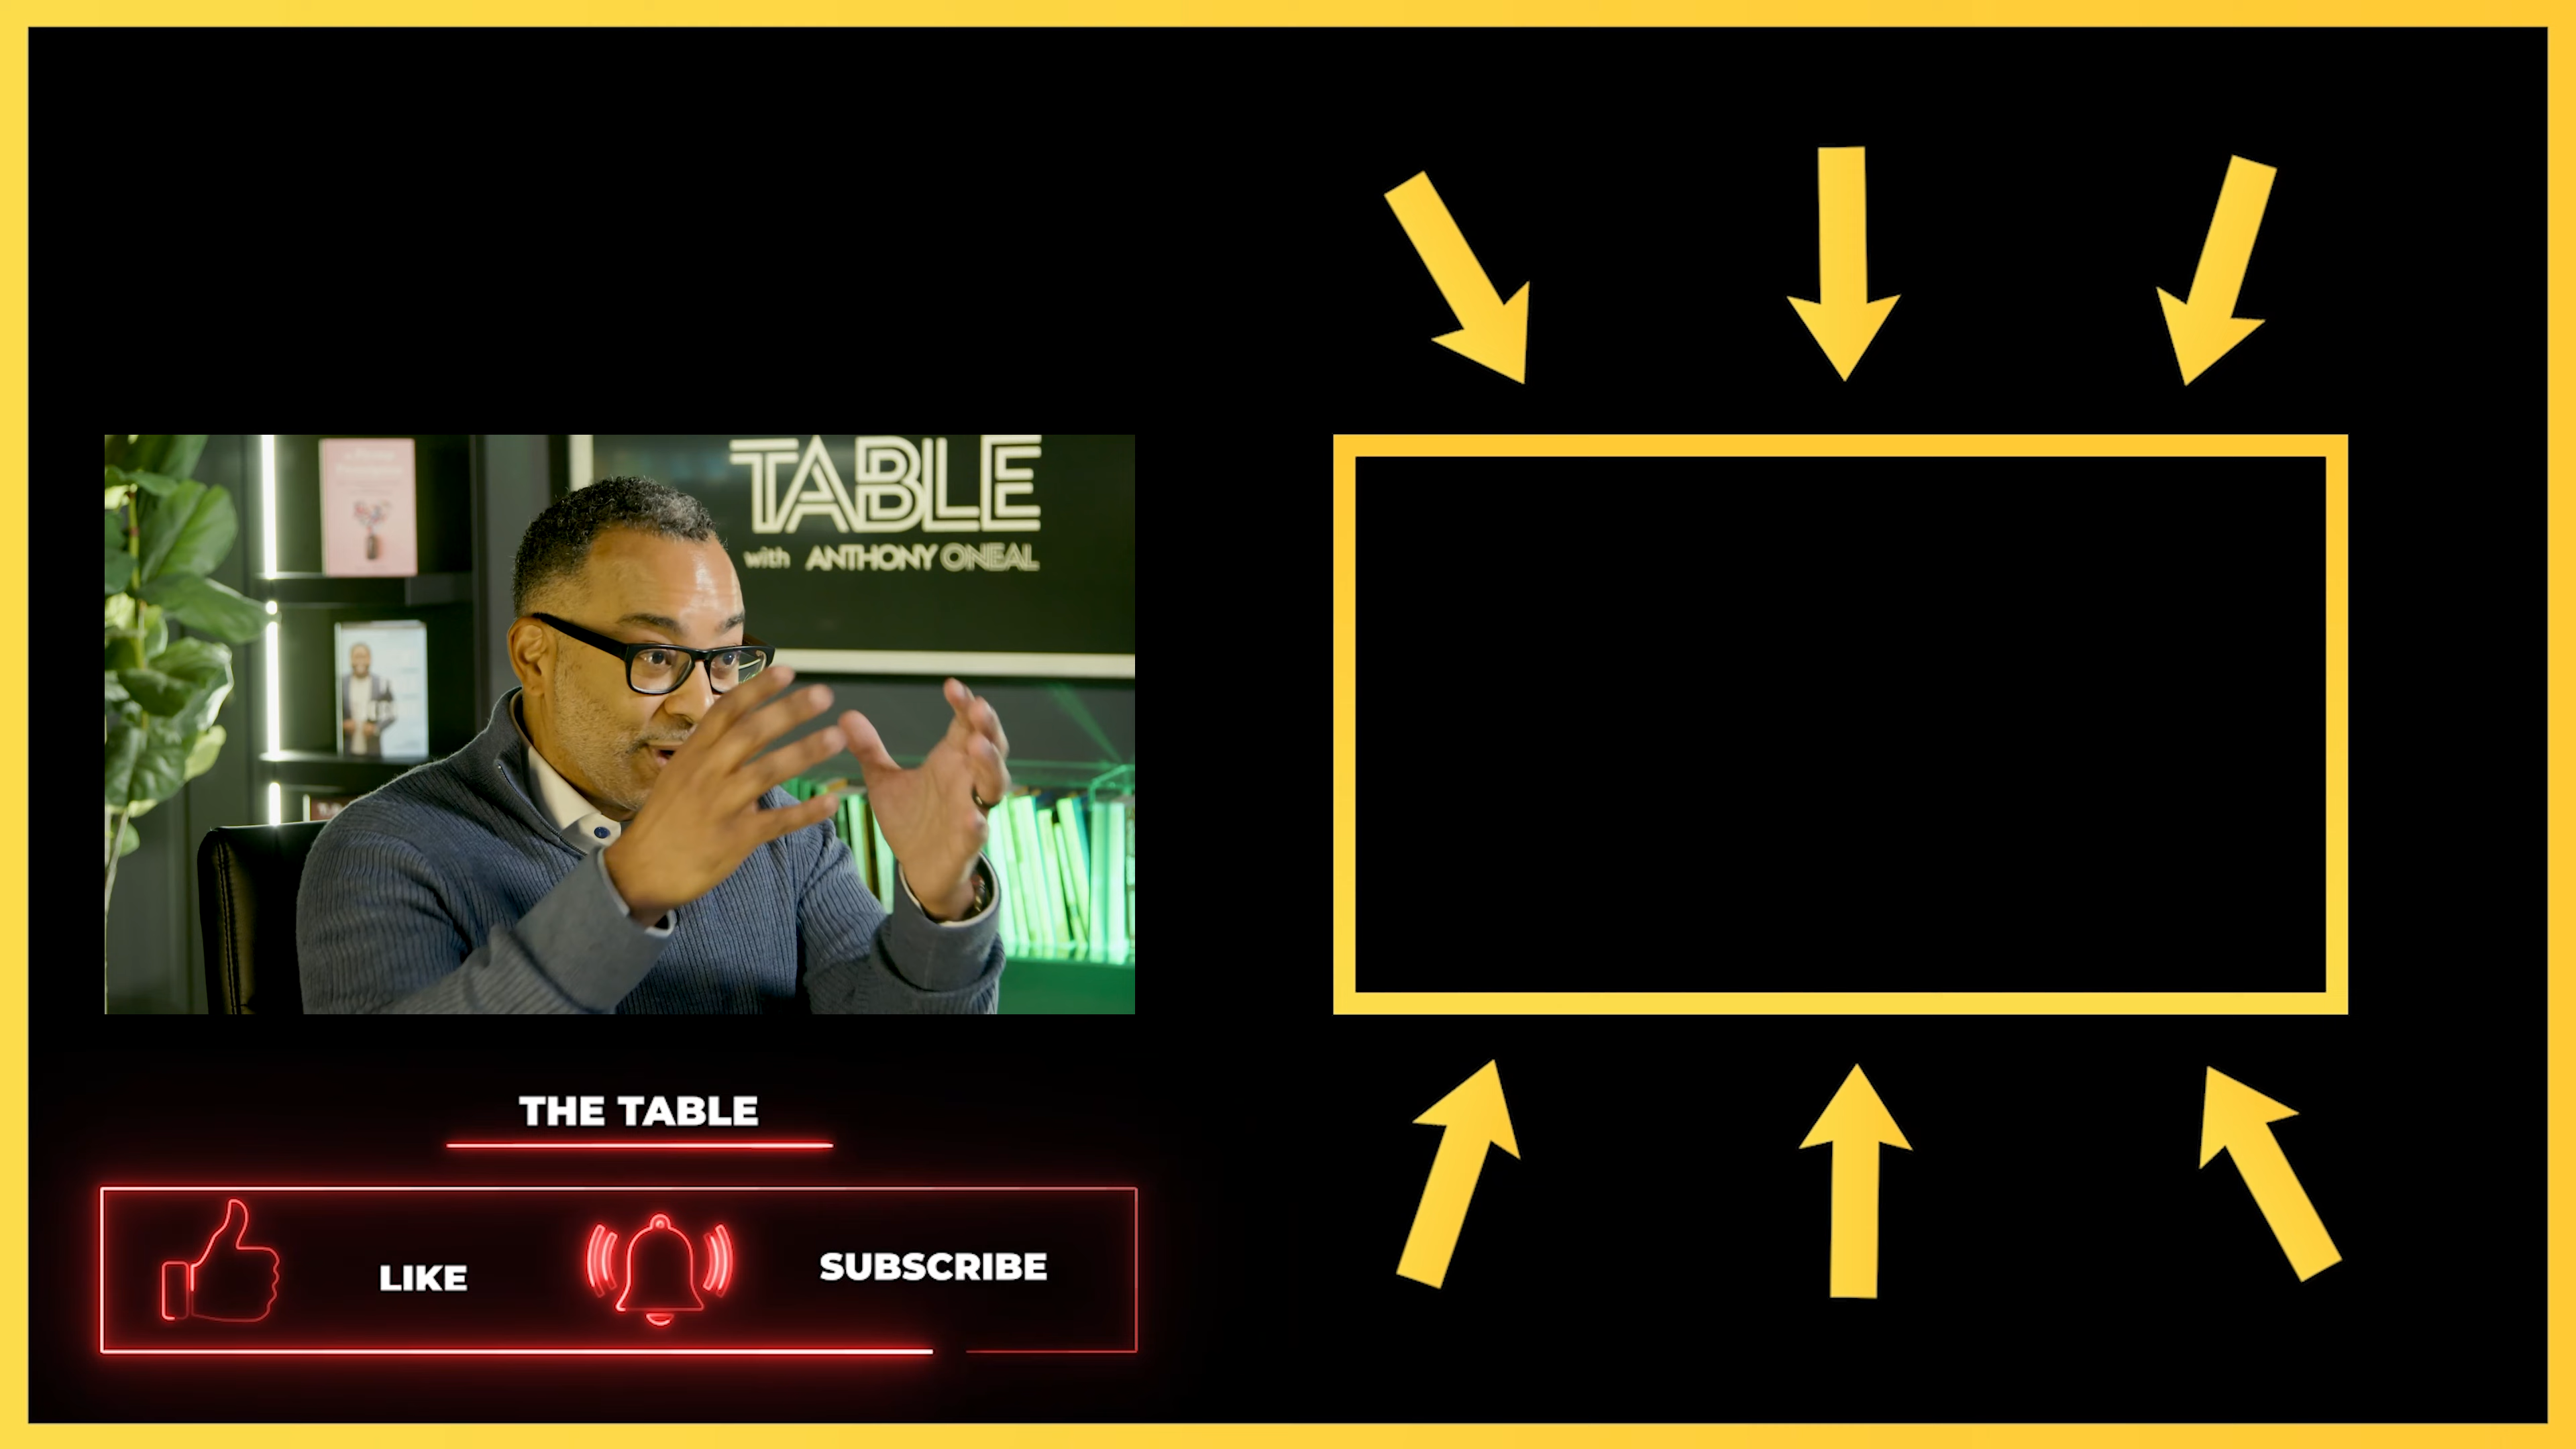 TABLE
with ANTHONY ONEAL
THE TABLE
LIKE
SUBSCRIBE